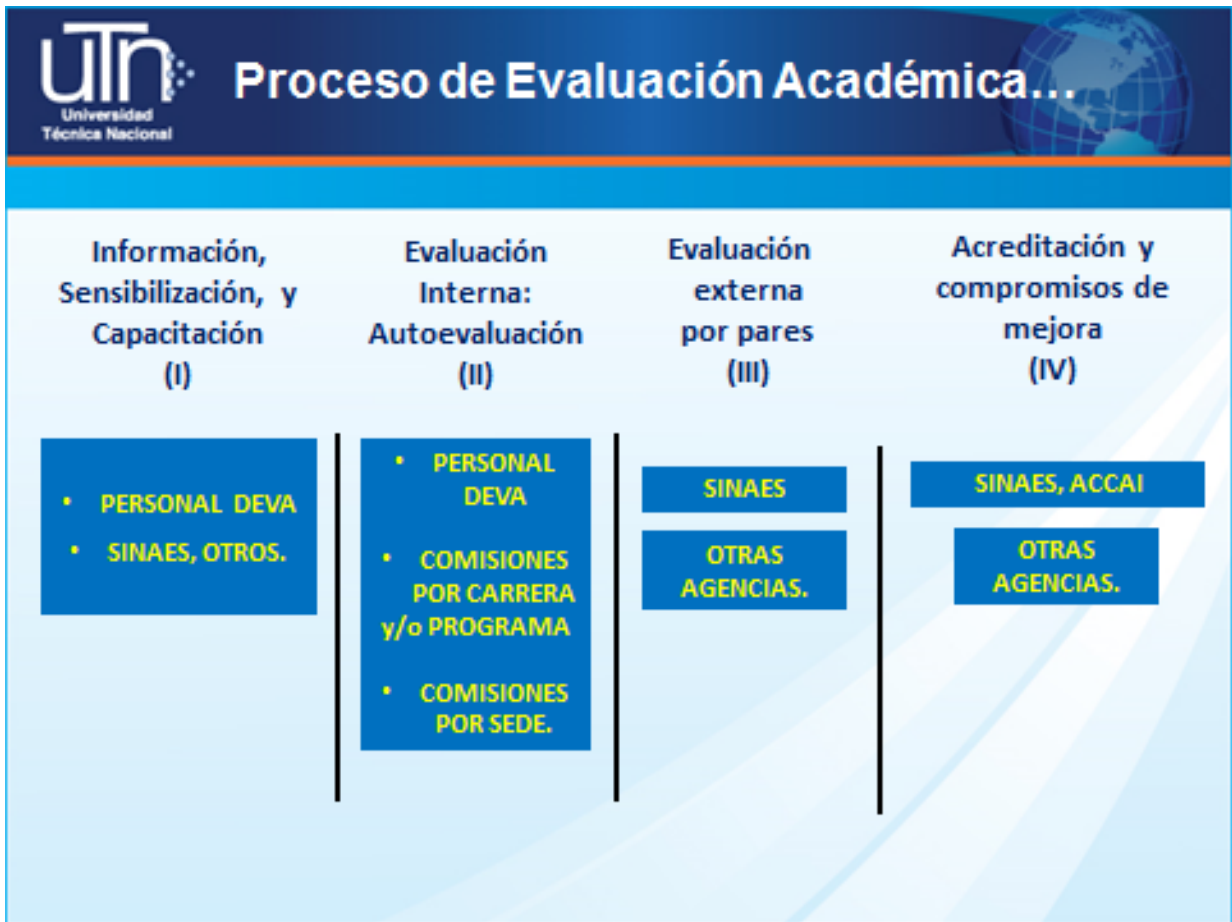 uTn
Universidad
Técnica Nacional
Proceso de Evaluación Académica...
Información,
Sensibilización, y
Capacitación
(I)
Evaluación
Interna:
Autoevaluación
(II)
Evaluación
externa
por pares
(III)
Acreditación y
compromisos de
mejora
(IV)
• PERSONAL DEVA
• SINAES, OTROS.
• PERSONAL
DEVA
• COMISIONES
POR CARRERA
y/o PROGRAMA
• COMISIONES
POR SEDE.
SINAES
OTRAS
AGENCIAS.
SINAES, ACCAI
OTRAS
AGENCIAS.